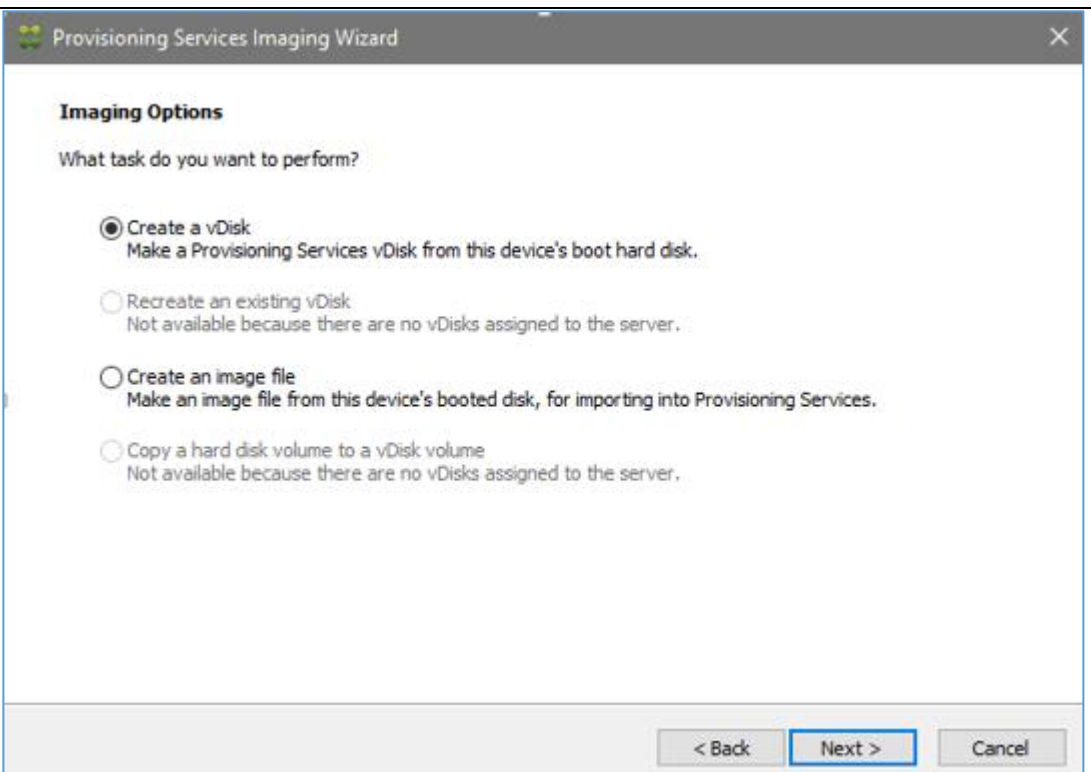 Provisioning Services Imaging Wizard
Imaging Options
What task do you want to perform?
Create a vDisk
Make a Provisioning Services vDisk from this device's boot hard disk.
Recreate an existing vDisk
Not available because there are no vDisks assigned to the server.
Create an image file
Make an image file from this device's booted disk, for importing into Provisioning Services.
Copy a hard disk volume to a vDisk volume
Not available because there are no vDisks assigned to the server.
< Back Next > Cancel